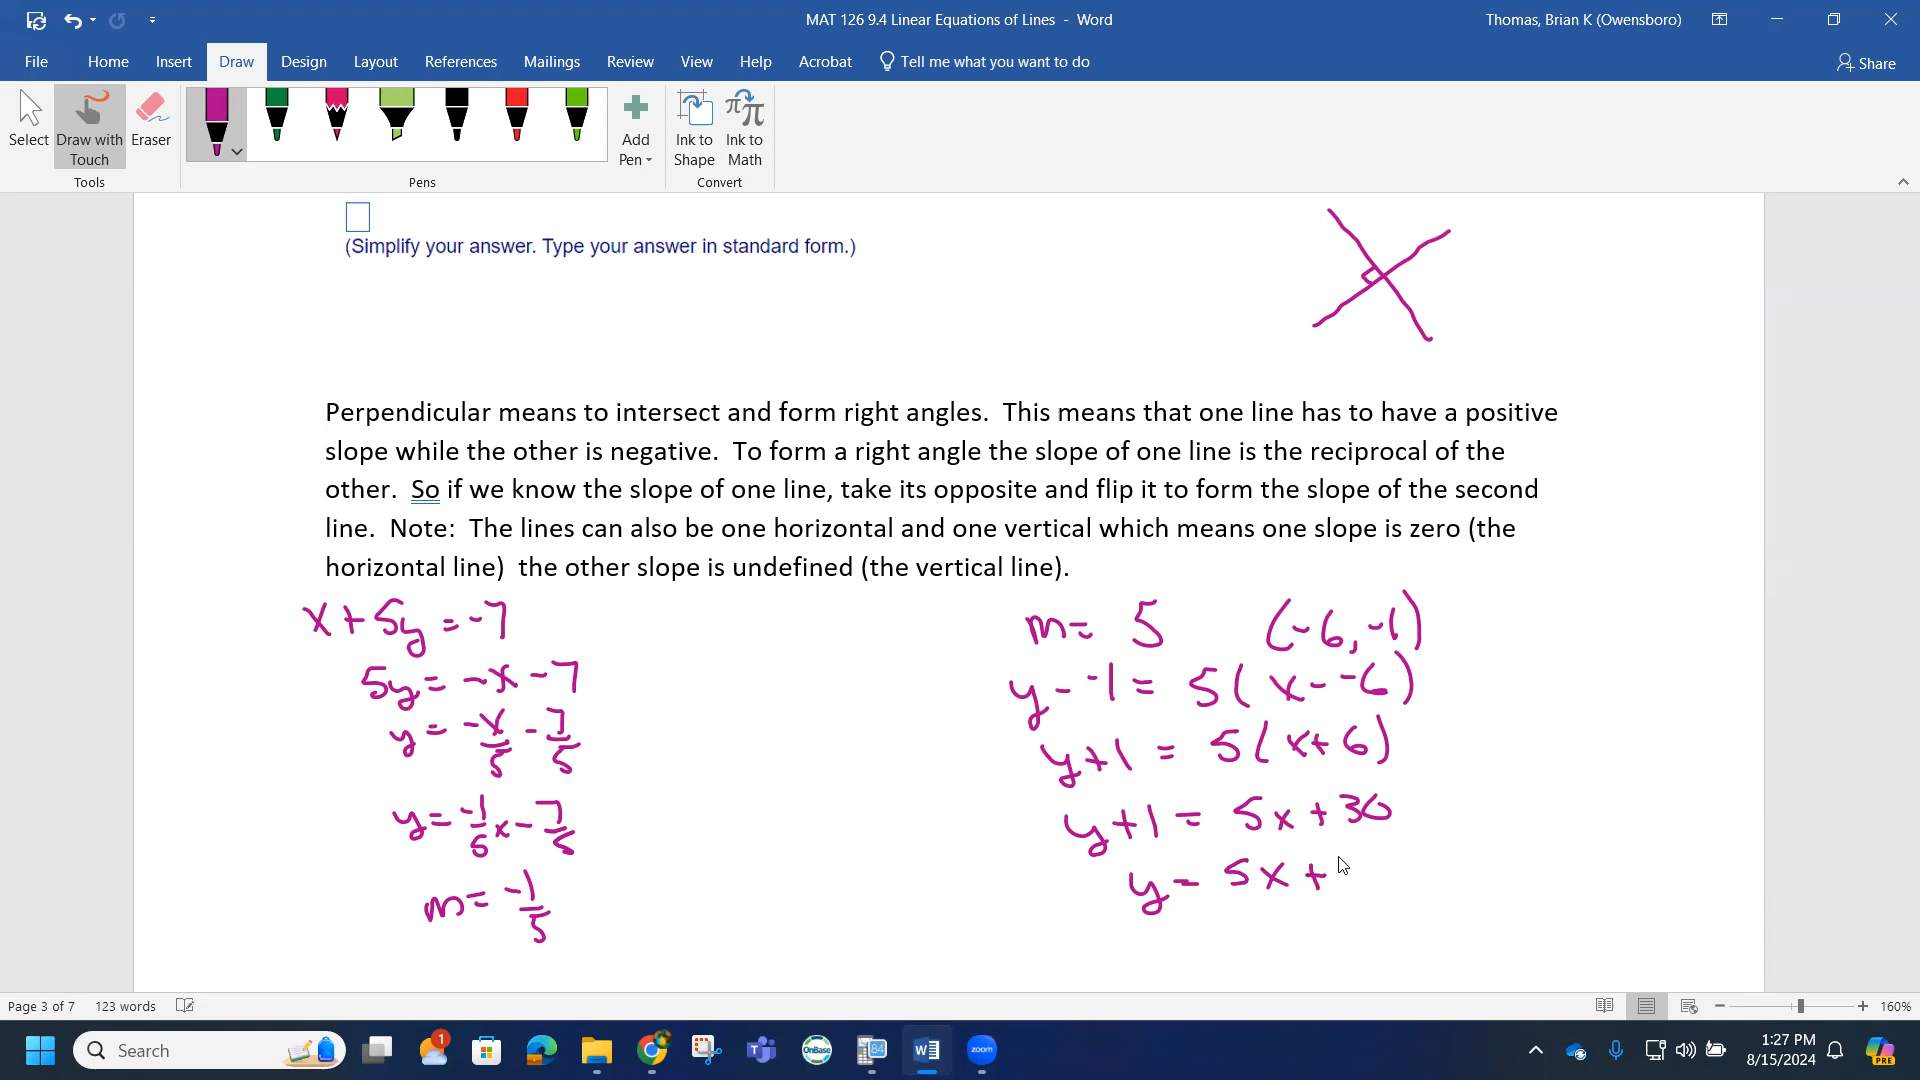 MAT 126 9.4 Linear Equations of Lines - Word
Thomas, Brian K (Owensboro)
File Home Insert Draw Design Layout References Mailings Review View Help Acrobat Tell me what you want to do Share
Select Draw with Touch Eraser
Add Pen
Ink to Shape
Ink to Math
Tools Pens Convert
(Simplify your answer. Type your answer in standard form.)
Perpendicular means to intersect and form right angles. This means that one line has to have a positive
slope while the other is negative. To form a right angle the slope of one line is the reciprocal of the
other. So if we know the slope of one line, take its opposite and flip it to form the slope of the second
line. Note: The lines can also be one horizontal and one vertical which means one slope is zero (the
horizontal line) the other slope is undefined (the vertical line).
x + 5y = -7
5y = -x - 7
y = -x/5 - 7/5
y = -1/5 x - 7/5
m = -1/5
m = 5 (-6, -1)
y - -1 = 5(x - -6)
y + 1 = 5(x + 6)
y + 1 = 5x + 30
y = 5x +
Page 3 of 7 123 words 160%
Search
1
OnBase
84
zoom
PRE
1:27 PM
8/15/2024